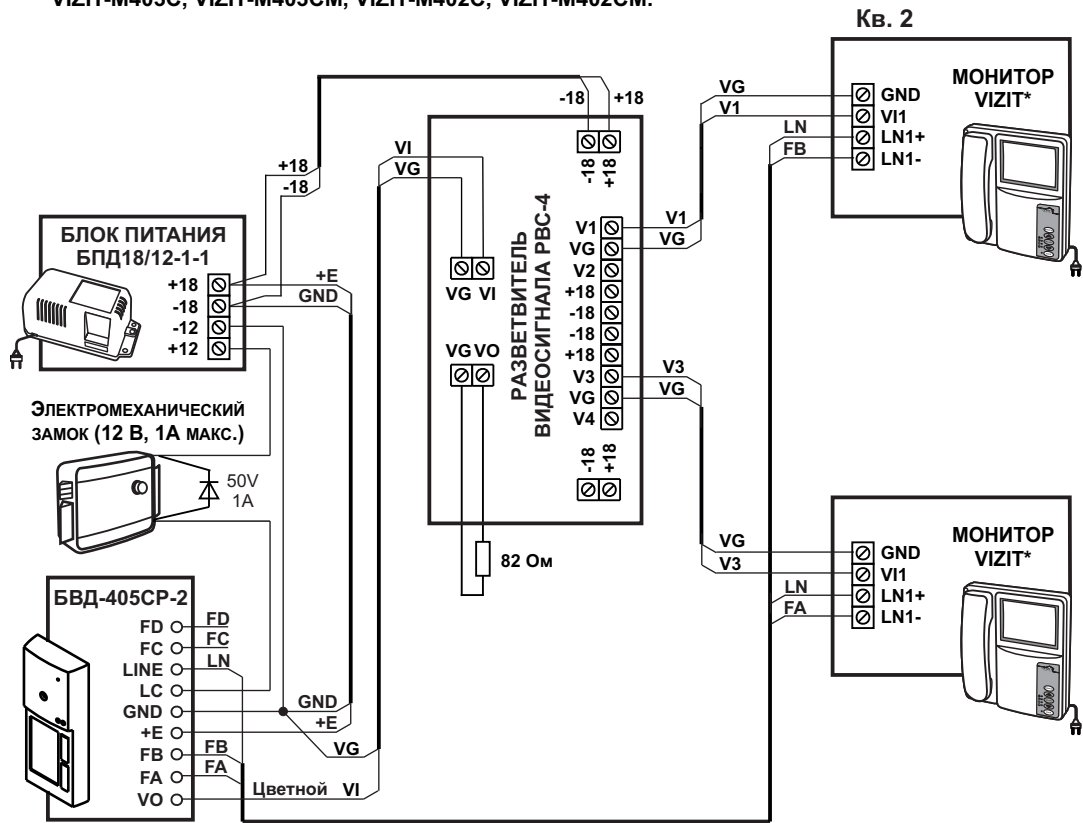 VIZIT-M403C, VIZIT-M403CM, VIZIT-M402C, VIZIT-M402CM.
Кв. 2
-18 +18
-18 +18
РАЗВЕТВИТЕЛЬ
ВИДЕОСИГНАЛА РВС-4
VI
VG
VG VI
VG VO
V1
VG
V2
+18
-18
-18
+18
V3
VG
V4
-18 +18
82 Ом
V1
VG
V3
VG
VG
V1
LN
FB
МОНИТОР
VIZIT*
GND
VI1
LN1+
LN1-
+18
-18
БЛОК ПИТАНИЯ
БПД18/12-1-1
+18
-18
-12
+12
+E
GND
ЭЛЕКТРОМЕХАНИЧЕСКИЙ
ЗАМОК (12 В, 1А МАКС.)
50V
1A
VG
V3
LN
FA
МОНИТОР
VIZIT*
GND
VI1
LN1+
LN1-
БВД-405CP-2
FD FD
FC FC
LINE LN
LC
GND GND
+E +E
FB FB
FA FA
VO Цветной VI
VG